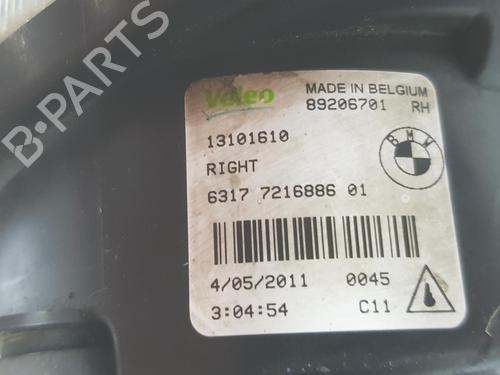 B-PARTS
Valeo
MADE IN BELGIUM
89206701 RH
13101610
RIGHT
BMW
6317 7216886 01
4/05/2011 0045
3:04:54 C11